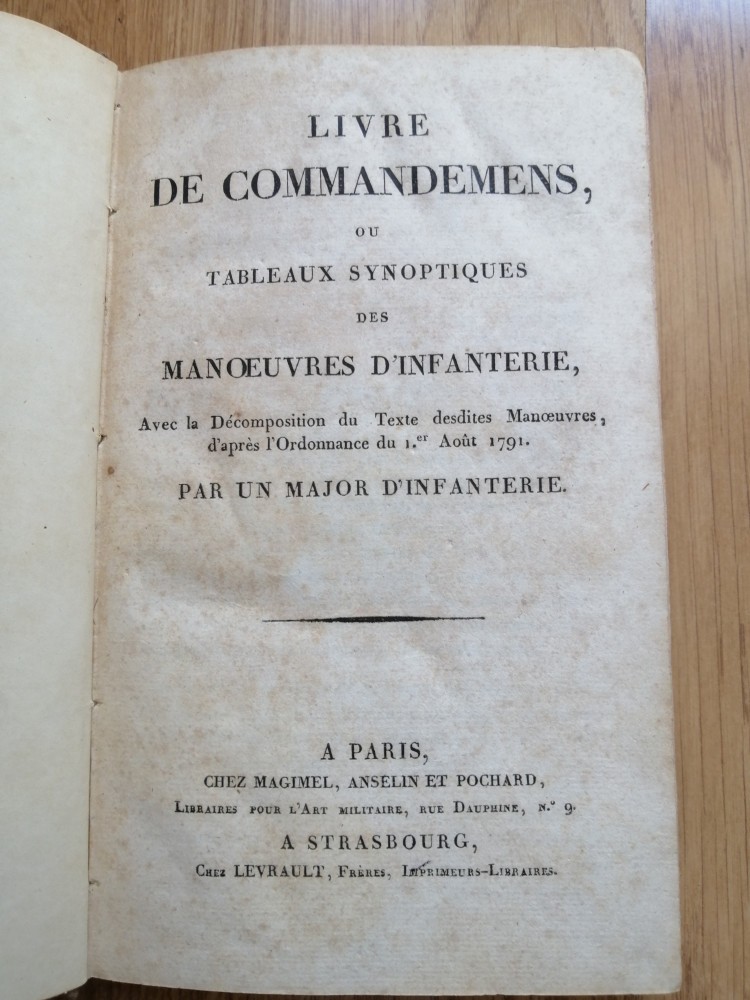 LIVRE
DE COMMANDEMENS,
OU
TABLEAUX SYNOPTIQUES
DES
MANŒUVRES D'INFANTERIE,
Avec la Décomposition du Texte desdites Manœuvres,
d'après l'Ordonnance du 1.er Août 1791.
PAR UN MAJOR D'INFANTERIE.
A PARIS,
CHEZ MAGIMEL, ANSELIN ET POCHARD,
LIBRAIRES POUR L'ART MILITAIRE, RUE DAUPHINE, N.º 9.
A STRASBOURG,
CHEZ LEVRAULT, FRÈRES, IMPRIMEURS-LIBRAIRES.